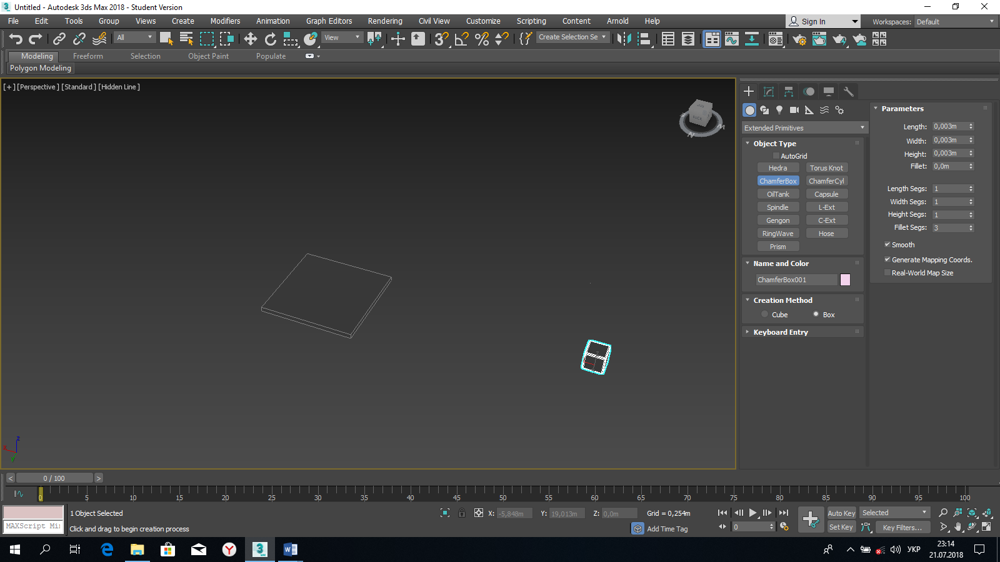 Untitled - Autodesk 3ds Max 2018 - Student Version
File Edit Tools Group Views Create Modifiers Animation Graph Editors Rendering Civil View Customize Scripting Content Arnold Help
Sign In Workspaces: Default
All View Create Selection Se
Modeling Freeform Selection Object Paint Populate
Polygon Modeling
[+] [Perspective ] [Standard ] [Hidden Line ]
Extended Primitives
Object Type
AutoGrid
Hedra Torus Knot
ChamferBox ChamferCyl
OilTank Capsule
Spindle L-Ext
Gengon C-Ext
RingWave Hose
Prism
Name and Color
ChamferBox001
Creation Method
Cube Box
Keyboard Entry
Parameters
Length: 0,003m
Width: 0,003m
Height: 0,003m
Fillet: 0,0m
Length Segs: 1
Width Segs: 1
Height Segs: 1
Fillet Segs: 3
Smooth
Generate Mapping Coords.
Real-World Map Size
N
x
y
z
< 0 / 100 >
0 5 10 15 20 25 30 35 40 45 50 55 60 65 70 75 80 85 90 95 100
MAXScript Mi
1 Object Selected
Click and drag to begin creation process
X: -5,848m Y: 19,013m Z: 0,0m Grid = 0,254m
Add Time Tag
0
Auto Key Selected
Set Key Key Filters...
УКР
23:14
21.07.2018